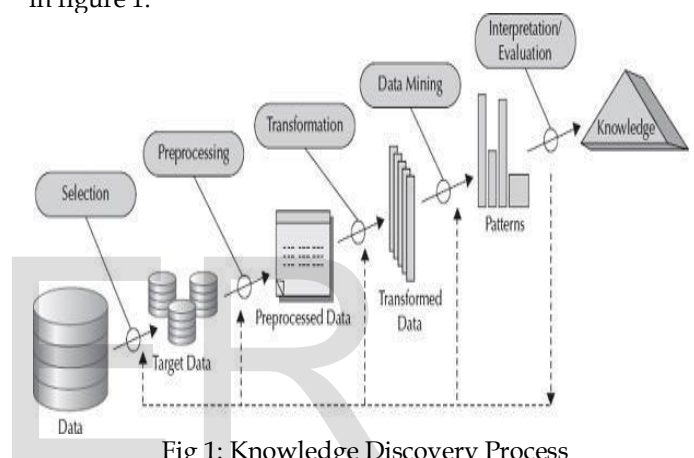 in figure 1.
Interpretation/
Evaluation
Data Mining
Knowledge
Transformation
Preprocessing
Patterns
Selection
Transformed
Data
Preprocessed Data
Target Data
Data
ER
Fig 1: Knowledge Discovery Process